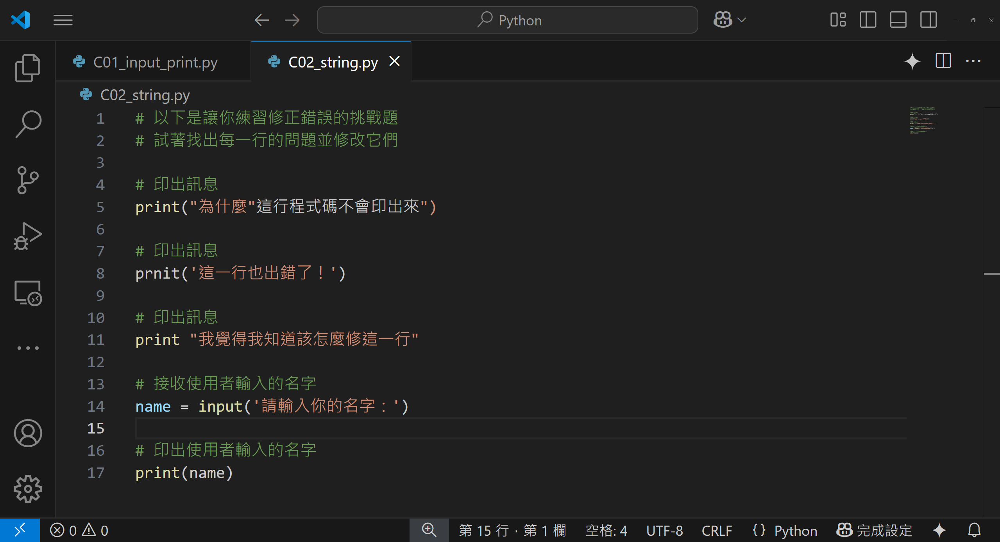 Python
C01_input_print.py
C02_string.py
C02_string.py
1 # 以下是讓你練習修正錯誤的挑戰題
2 # 試著找出每一行的問題並修改它們
3
4 # 印出訊息
5 print("為什麼"這行程式碼不會印出來")
6
7 # 印出訊息
8 prnit('這一行也出錯了！')
9
10 # 印出訊息
11 print "我覺得我知道該怎麼修這一行"
12
13 # 接收使用者輸入的名字
14 name = input('請輸入你的名字：')
15
16 # 印出使用者輸入的名字
17 print(name)
0 0 第 15 行，第 1 欄 空格: 4 UTF-8 CRLF {} Python 完成設定